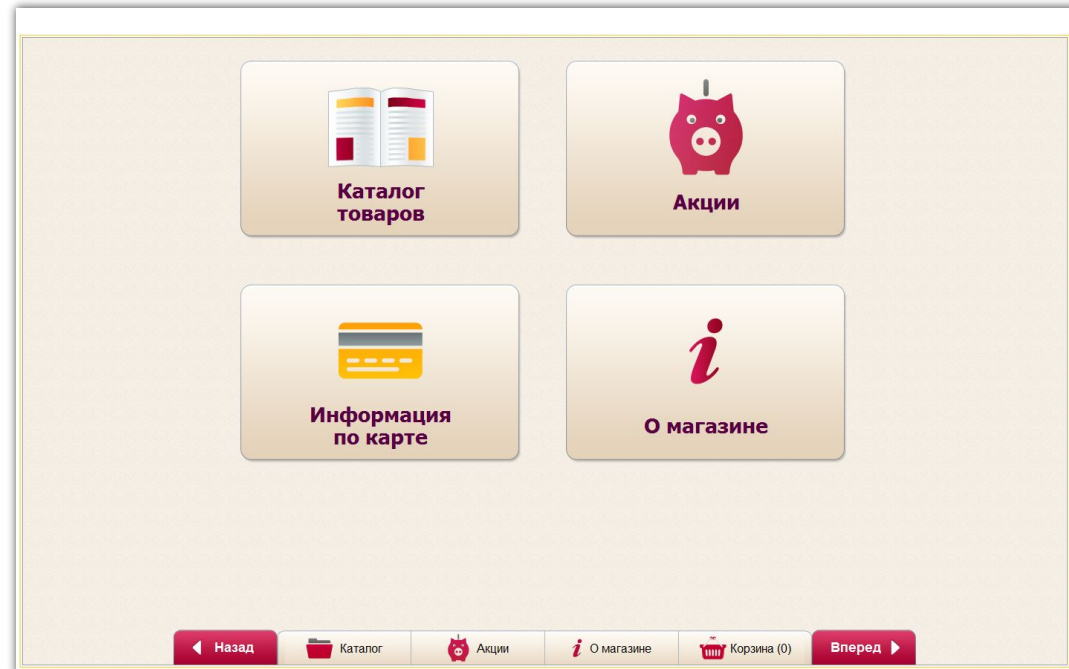 Каталог
товаров
Акции
Информация
по карте
О магазине
Назад
Каталог
Акции
О магазине
Корзина (0)
Вперед